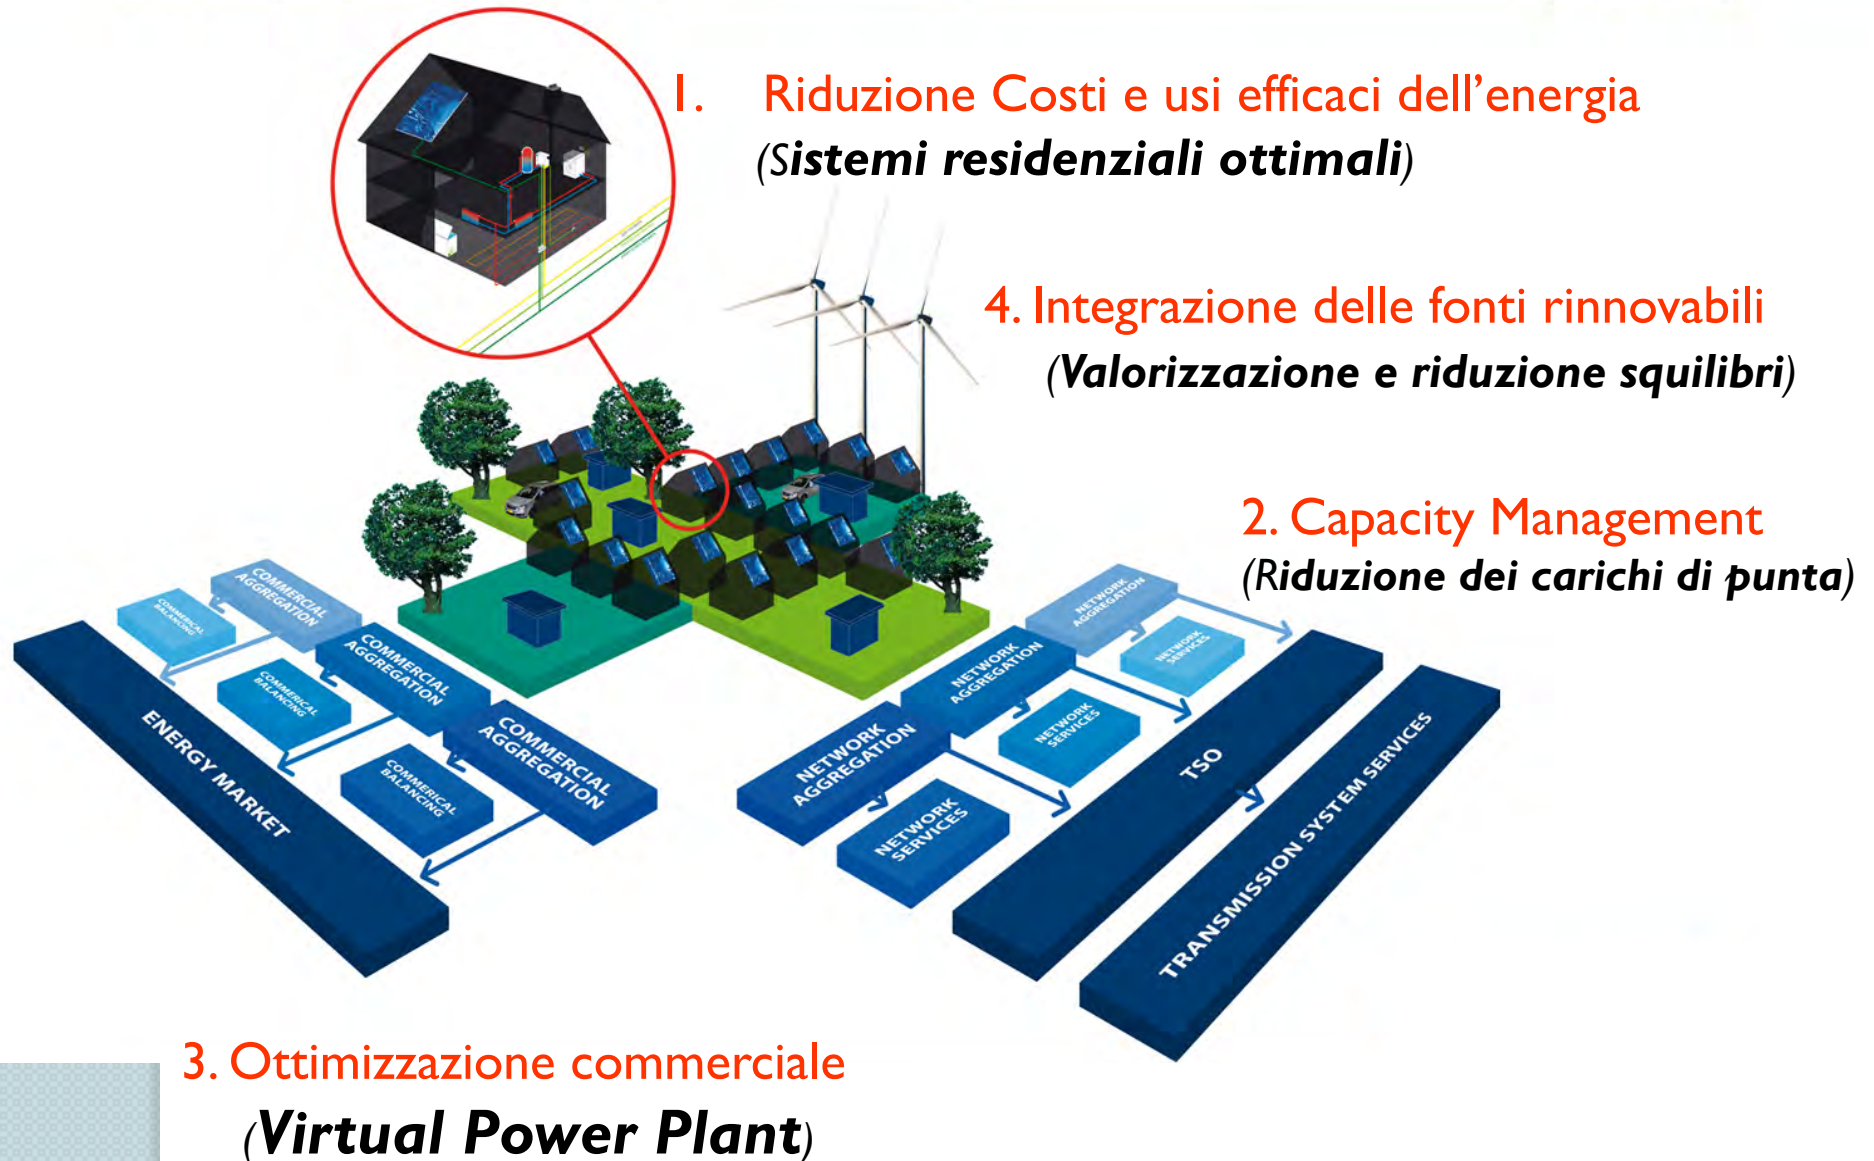 1. Riduzione Costi e usi efficaci dell’energia
(Sistemi residenziali ottimali)
4. Integrazione delle fonti rinnovabili
(Valorizzazione e riduzione squilibri)
2. Capacity Management
(Riduzione dei carichi di punta)
COMMERCIAL
AGGREGATION
COMMERICAL
BALANCING
COMMERCIAL
AGGREGATION
COMMERICAL
BALANCING
COMMERCIAL
AGGREGATION
COMMERICAL
BALANCING
ENERGY MARKET
NETWORK
AGGREGATION
NETWORK
SERVICES
NETWORK
AGGREGATION
NETWORK
SERVICES
NETWORK
AGGREGATION
NETWORK
SERVICES
TSO
TRANSMISSION SYSTEM SERVICES
3. Ottimizzazione commerciale
(Virtual Power Plant)